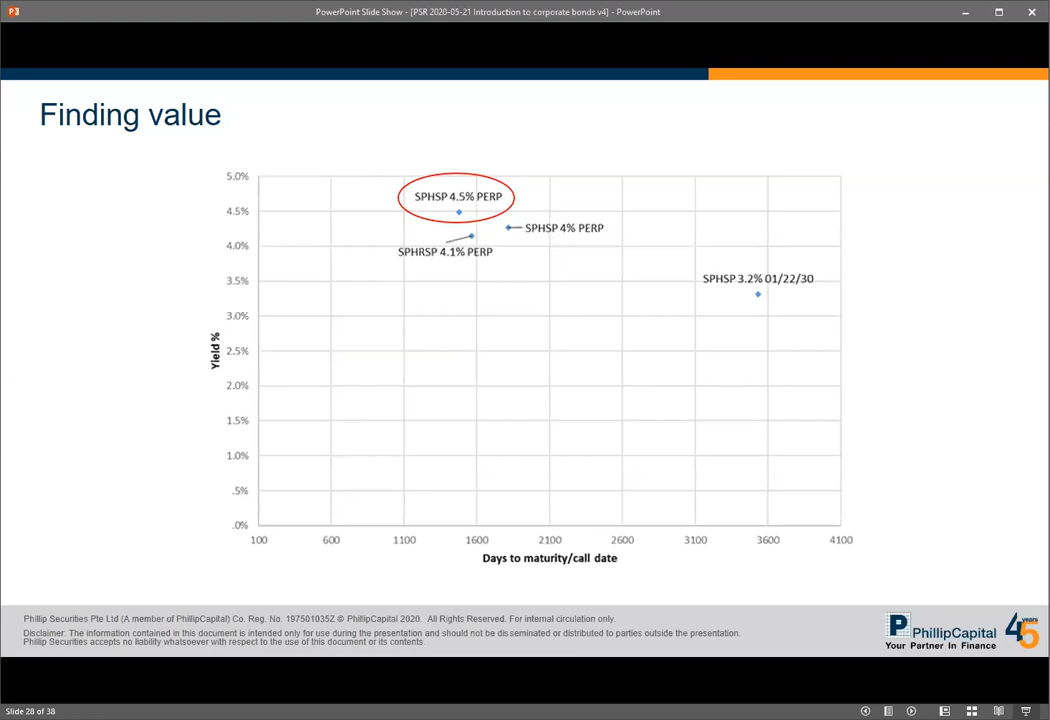 PowerPoint Slide Show - [PSR 2020-05-21 Introduction to corporate bonds v4] - PowerPoint
Finding value
5.0%
4.5%
4.0%
3.5%
3.0%
2.5%
2.0%
1.5%
1.0%
.5%
.0%
Yield %
SPHSP 4.5% PERP
SPHSP 4% PERP
SPHRSP 4.1% PERP
SPHSP 3.2% 01/22/30
100 600 1100 1600 2100 2600 3100 3600 4100
Days to maturity/call date
Phillip Securities Pte Ltd (A member of PhillipCapital) Co. Reg. No. 197501035Z © PhillipCapital 2020. All Rights Reserved. For internal circulation only.
Disclaimer: The information contained in this document is intended only for use during the presentation and should not be disseminated or distributed to parties outside the presentation.
Phillip Securities accepts no liability whatsoever with respect to the use of this document or its contents.
P PhillipCapital
Your Partner In Finance
45 years
Slide 28 of 38